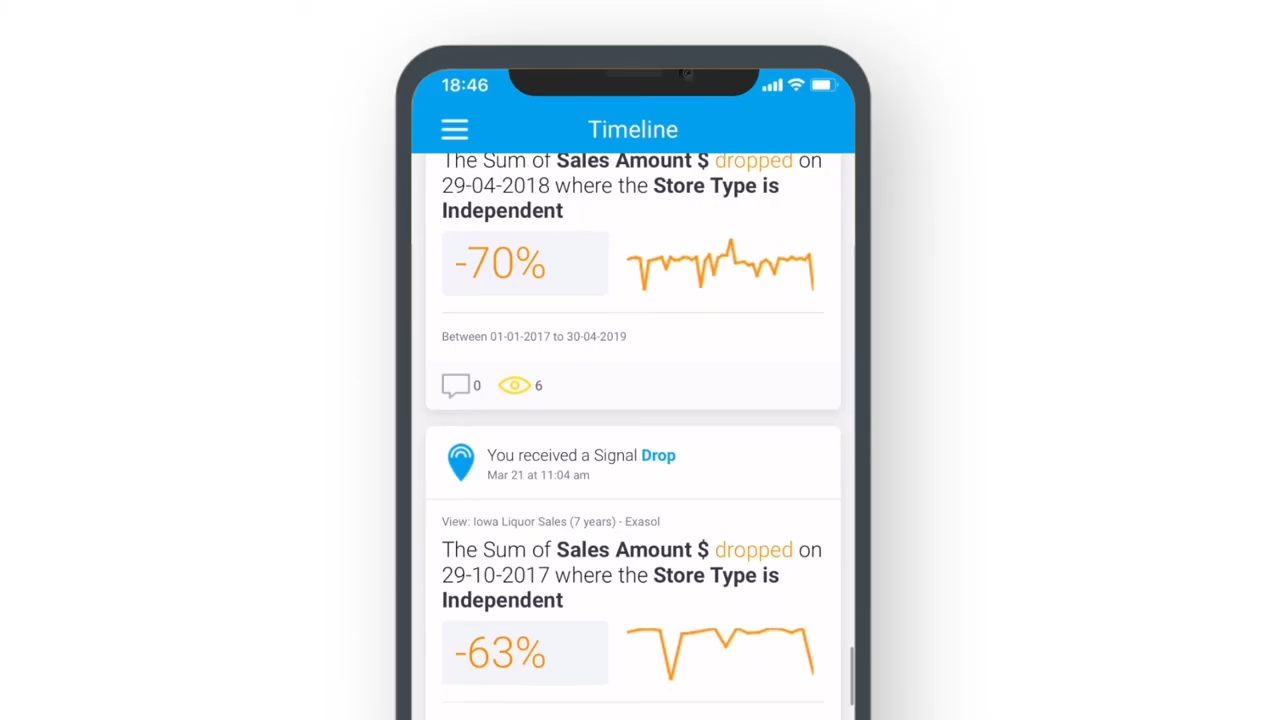 18:46
Timeline
The Sum of Sales Amount $ dropped on
29-04-2018 where the Store Type is
Independent
-70%
Between 01-01-2017 to 30-04-2019
0
6
You received a Signal Drop
Mar 21 at 11:04 am
View: Iowa Liquor Sales (7 years) - Exasol
The Sum of Sales Amount $ dropped on
29-10-2017 where the Store Type is
Independent
-63%